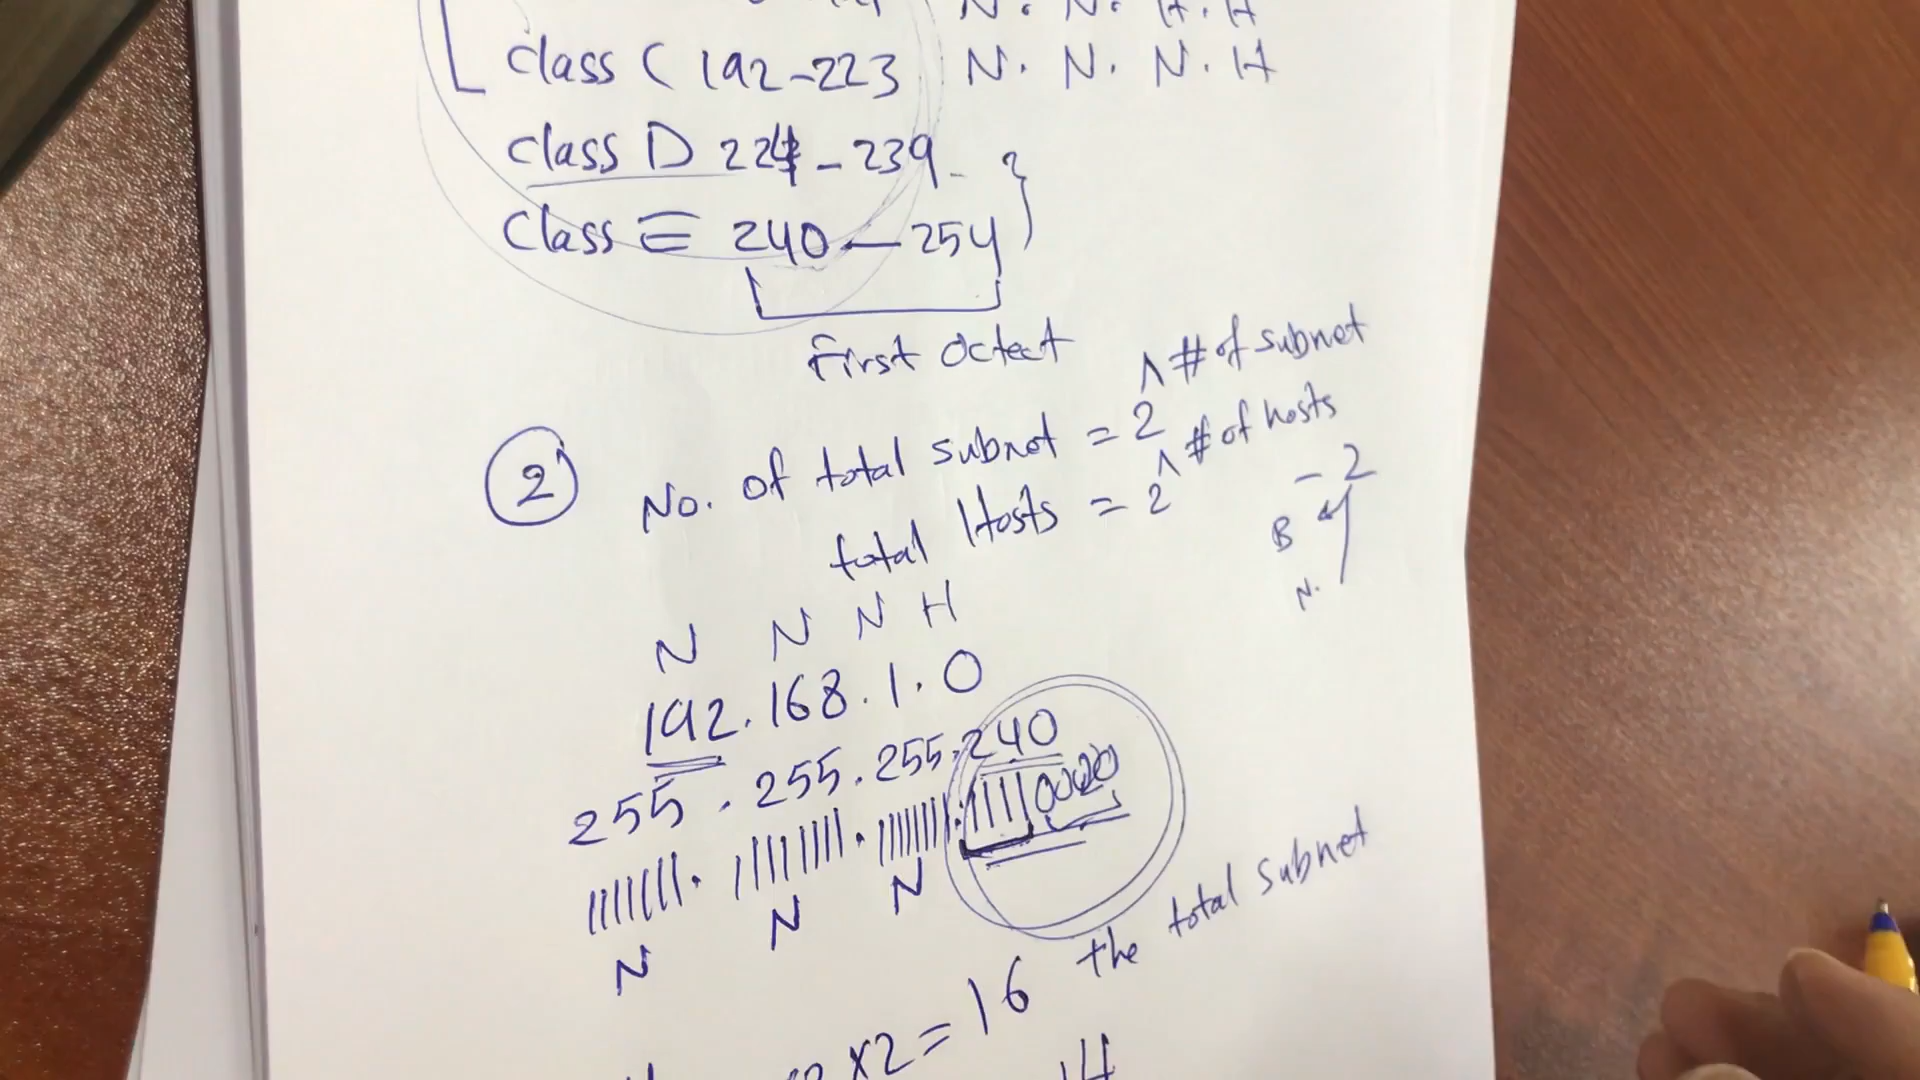 N. N. H. H
class C 192-223 N. N. N. H
class D 224-239
Class E 240-254
First Octect
2
No. of total subnet = 2 ^ # of subnet
total Hosts = 2 ^ # of hosts - 2
B
N.
N N N H
192.168.1.0
255.255.255.240
11111111.11111111.11111111.11110000
N N N
x2=16 the total subnet
14